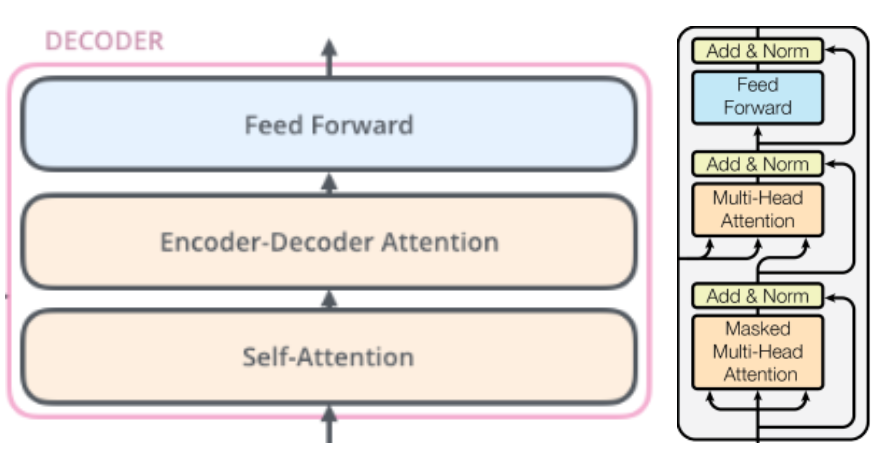 DECODER
Feed Forward
Encoder-Decoder Attention
Self-Attention
Add & Norm
Feed
Forward
Add & Norm
Multi-Head
Attention
Add & Norm
Masked
Multi-Head
Attention